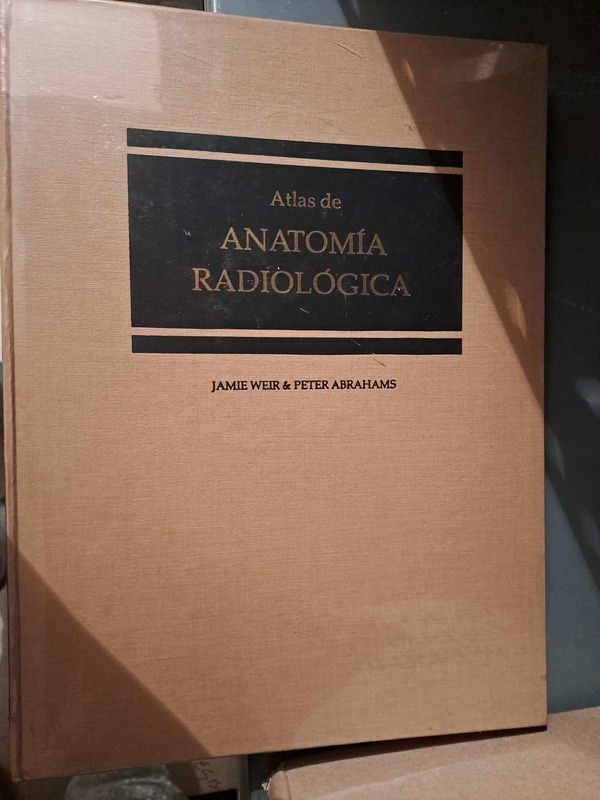 Atlas de
ANATOMÍA
RADIOLÓGICA
JAMIE WEIR & PETER ABRAHAMS